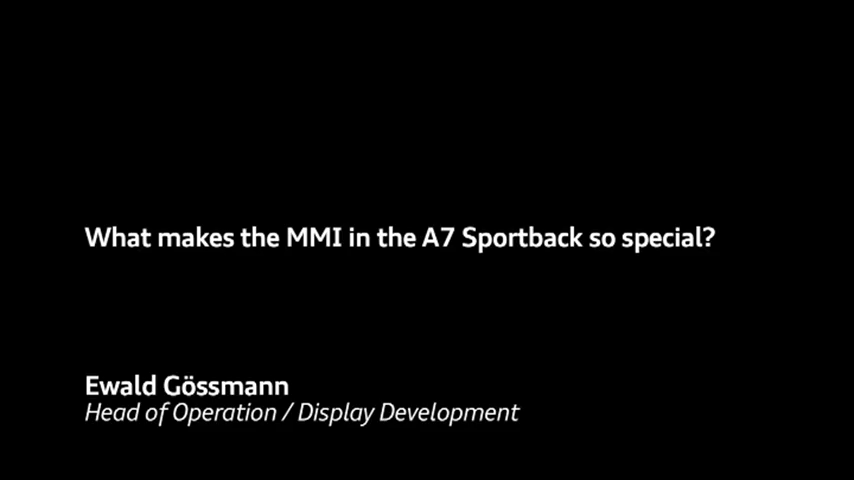 What makes the MMI in the A7 Sportback so special?
Ewald Gössmann
Head of Operation / Display Development